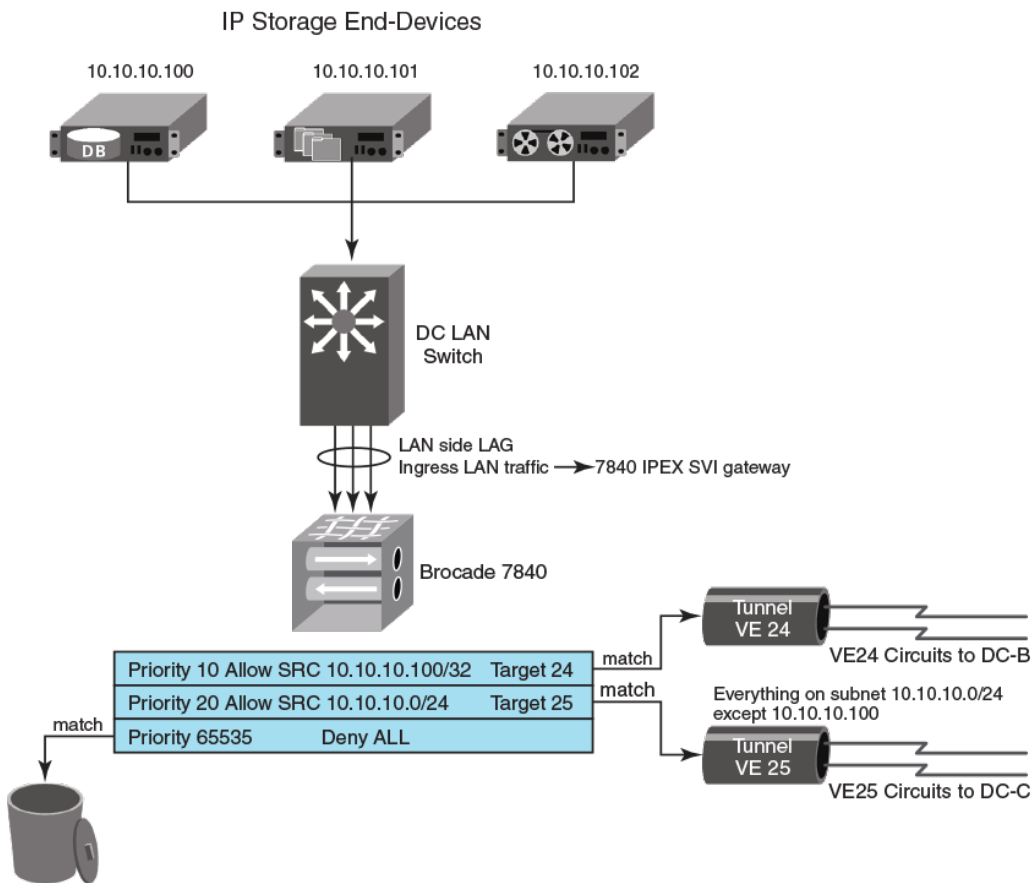 IP Storage End-Devices
10.10.10.100
10.10.10.101
10.10.10.102
DB
DC LAN
Switch
LAN side LAG
Ingress LAN traffic
7840 IPEX SVI gateway
Brocade 7840
Priority 10 Allow SRC 10.10.10.100/32 Target 24
Priority 20 Allow SRC 10.10.10.0/24 Target 25
Priority 65535 Deny ALL
match
match
match
Tunnel
VE 24
VE24 Circuits to DC-B
Everything on subnet 10.10.10.0/24
except 10.10.10.100
Tunnel
VE 25
VE25 Circuits to DC-C